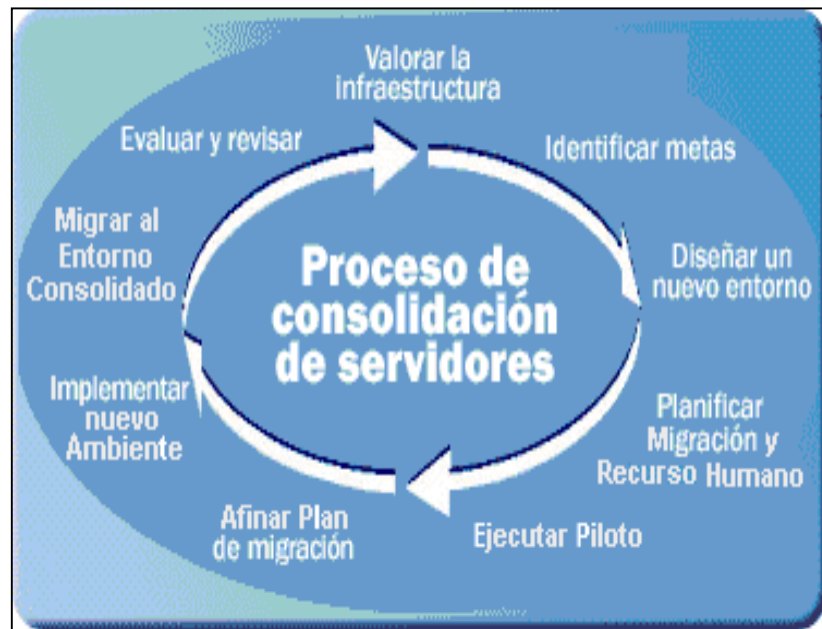 Valorar la
infraestructura
Identificar metas
Diseñar un
nuevo entorno
Planificar
Migración y
Recurso Humano
Ejecutar Piloto
Afinar Plan
de migración
Implementar
nuevo
Ambiente
Migrar al
Entorno
Consolidado
Evaluar y revisar
Proceso de
consolidación
de servidores